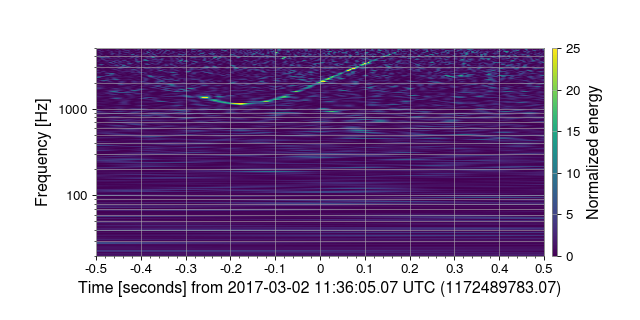 25
20
15
10
5
0
Normalized energy
1000
100
Frequency [Hz]
-0.5 -0.4 -0.3 -0.2 -0.1 0 0.1 0.2 0.3 0.4 0.5
Time [seconds] from 2017-03-02 11:36:05.07 UTC (1172489783.07)